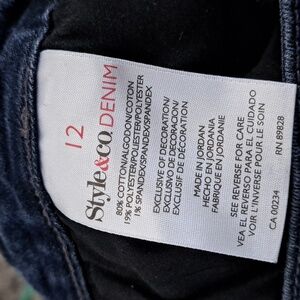 12
Style&co. DENIM
80% COTTON/ALGODON/COTON
19% POLYESTER/POLIESTER/POLYESTER
1% SPANDEX/SPANDEX/SPANDEX
EXCLUSIVE OF DECORATION/
EXCLUSIVO DE DECORACION/
EXCLUSIF DE DÉCORATION
MADE IN JORDAN
HECHO EN JORDANIA
FABRIQUE EN JORDANIE
SEE REVERSE FOR CARE
VEA EL REVERSO PARA EL CUIDADO
VOIR L'INVERSE POUR LE SOIN
CA 00234 RN 89828